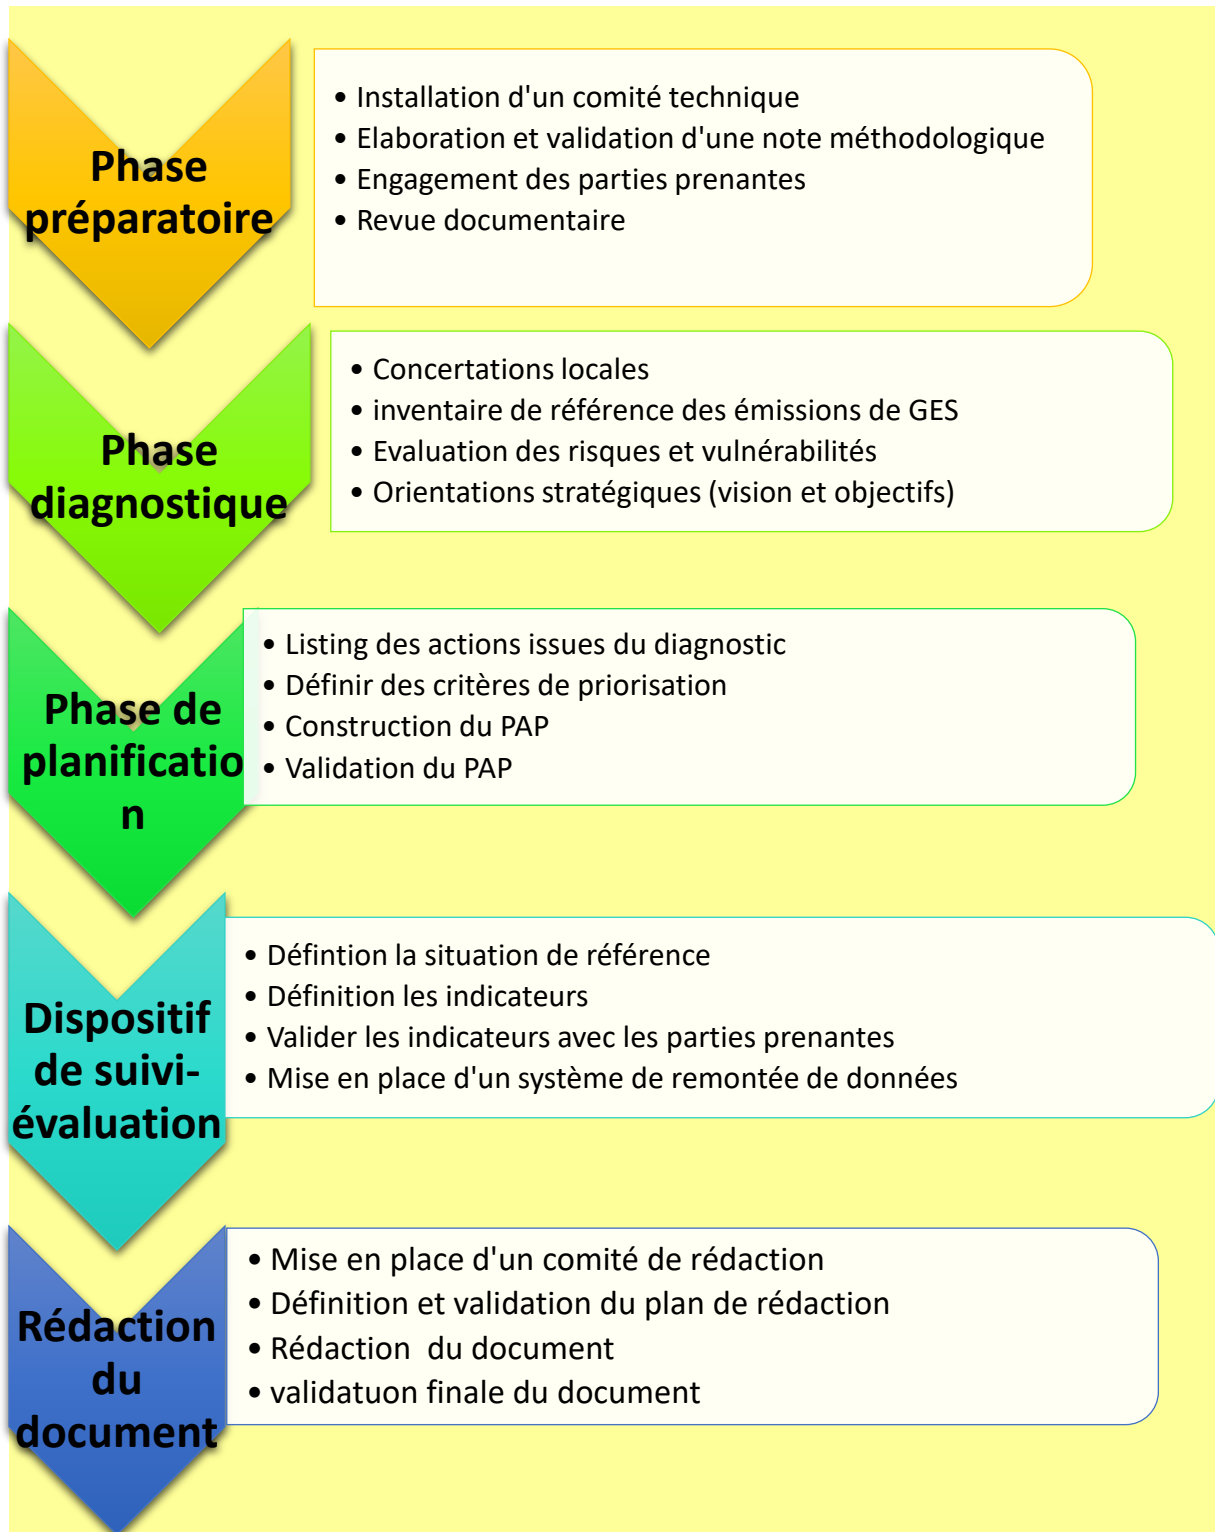 Phase
préparatoire
• Installation d'un comité technique
• Elaboration et validation d'une note méthodologique
• Engagement des parties prenantes
• Revue documentaire
Phase
diagnostique
• Concertations locales
• inventaire de référence des émissions de GES
• Evaluation des risques et vulnérabilités
• Orientations stratégiques (vision et objectifs)
Phase de
planificatio
n
• Listing des actions issues du diagnostic
• Définir des critères de priorisation
• Construction du PAP
• Validation du PAP
Dispositif
de suivi-
évaluation
• Défintion la situation de référence
• Définition les indicateurs
• Valider les indicateurs avec les parties prenantes
• Mise en place d'un système de remontée de données
Rédaction
du
document
• Mise en place d'un comité de rédaction
• Définition et validation du plan de rédaction
• Rédaction  du document
• validatuon finale du document